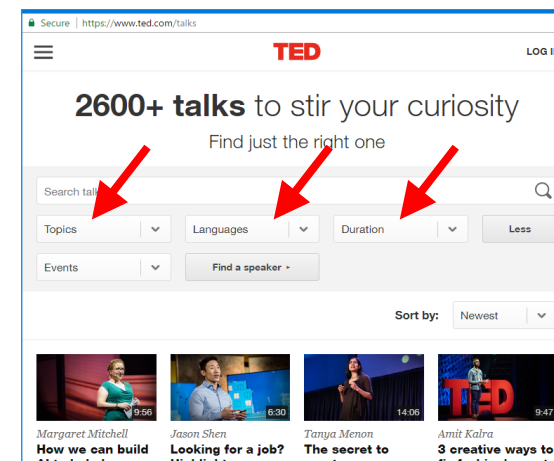 Secure | https://www.ted.com/talks
TED
LOG I
2600+ talks to stir your curiosity
Find just the right one
Search
Topics
Languages
Duration
Less
Events
Find a speaker
Sort by:
Newest
9:56
6:30
14:06
TED
9:47
Margaret Mitchell
Jason Shen
Tanya Menon
Amit Kalra
How we can build
Looking for a job?
The secret to
3 creative ways to